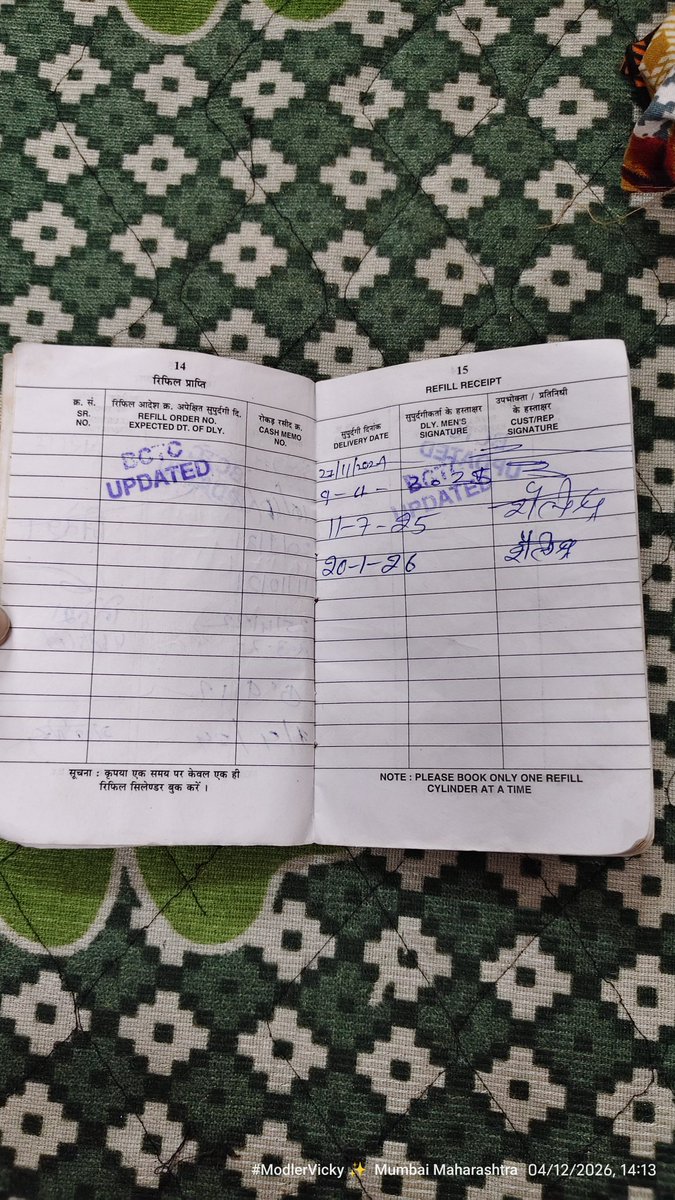 14
रिफिल प्राप्ति
क्र. सं.
SR.
NO.
रिफिल आदेश क्र. अपेक्षित सुपुर्दगी दि.
REFILL ORDER NO.
EXPECTED DT. OF DLY.
रोकड़ रसीद क्र.
CASH MEMO
NO.
BCTC
UPDATED
सूचना : कृपया एक समय पर केवल एक ही
रिफिल सिलेण्डर बुक करें ।
15
REFILL RECEIPT
सुपुर्दगी दिनांक
DELIVERY DATE
सुपुर्दगीकर्ता के हस्ताक्षर
DLY. MEN'S
SIGNATURE
उपभोक्ता / प्रतिनिधी
के हस्ताक्षर
CUST/REP
SIGNATURE
27/11/2024
9-4-
11-7-25
20-1-26
UPDATED
NOTE : PLEASE BOOK ONLY ONE REFILL
CYLINDER AT A TIME
#ModlerVicky ✨ Mumbai Maharashtra 04/12/2026, 14:13